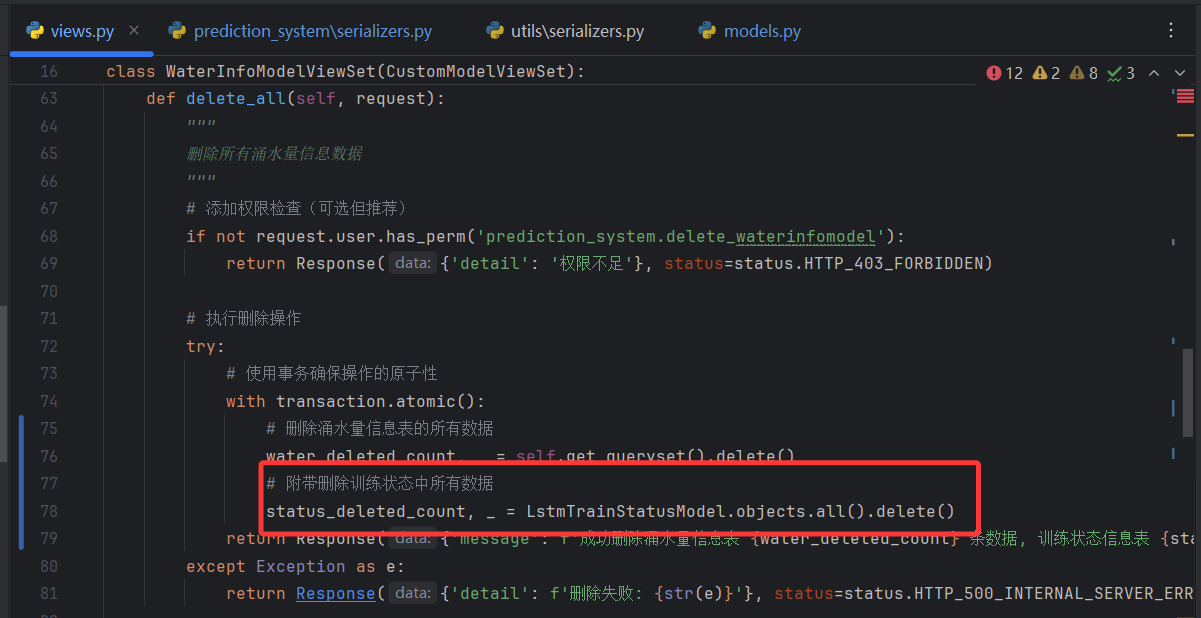 views.py
prediction_system\serializers.py
utils\serializers.py
models.py
16 class WaterInfoModelViewSet(CustomModelViewSet):
12 2 8 3
63 def delete_all(self, request):
64 """
65 删除所有涌水量信息数据
66 """
67 # 添加权限检查（可选但推荐）
68 if not request.user.has_perm('prediction_system.delete_waterinfomodel'):
69 return Response( data: {'detail': '权限不足'}, status=status.HTTP_403_FORBIDDEN)
70
71 # 执行删除操作
72 try:
73 # 使用事务确保操作的原子性
74 with transaction.atomic():
75 # 删除涌水量信息表的所有数据
76 water_deleted_count, _ = self.get_queryset().delete()
77 # 附带删除训练状态中所有数据
78 status_deleted_count, _ = LstmTrainStatusModel.objects.all().delete()
79 return Response( data: {'message': f'成功删除涌水量信息表 {water_deleted_count} 条数据, 训练状态信息表 {sta
80 except Exception as e:
81 return Response( data: {'detail': f'删除失败: {str(e)}'}, status=status.HTTP_500_INTERNAL_SERVER_ERR